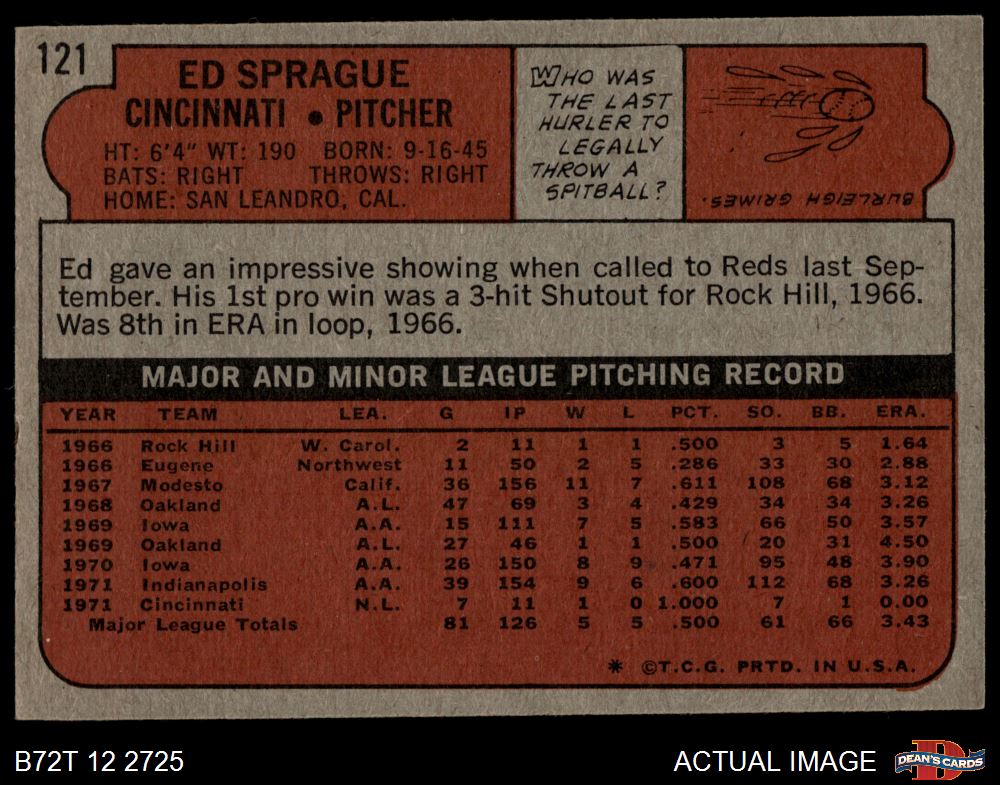 121
ED SPRAGUE
CINCINNATI • PITCHER
HT: 6'4" WT: 190 BORN: 9-16-45
BATS: RIGHT THROWS: RIGHT
HOME: SAN LEANDRO, CAL.
WHO WAS
THE LAST
HURLER TO
LEGALLY
THROW A
SPITBALL?
BURLEIGH GRIMES.
Ed gave an impressive showing when called to Reds last Sep-
tember. His 1st pro win was a 3-hit Shutout for Rock Hill, 1966.
Was 8th in ERA in loop, 1966.
MAJOR AND MINOR LEAGUE PITCHING RECORD
YEAR TEAM LEA. G IP W L PCT. SO. BB. ERA.
1966 Rock Hill W. Carol. 2 11 1 1 .500 3 5 1.64
1966 Eugene Northwest 11 50 2 5 .286 33 30 2.88
1967 Modesto Calif. 36 156 11 7 .611 108 68 3.12
1968 Oakland A.L. 47 69 3 4 .429 34 34 3.26
1969 Iowa A.A. 15 111 7 5 .583 66 50 3.57
1969 Oakland A.L. 27 46 1 1 .500 20 31 4.50
1970 Iowa A.A. 26 150 8 9 .471 95 48 3.90
1971 Indianapolis A.A. 39 154 9 6 .600 112 68 3.26
1971 Cincinnati N.L. 7 11 1 0 1.000 7 1 0.00
Major League Totals 81 126 5 5 .500 61 66 3.43
* ©T.C.G. PRTD. IN U.S.A.
B72T 12 2725
ACTUAL IMAGE
D
DEAN'S CARDS